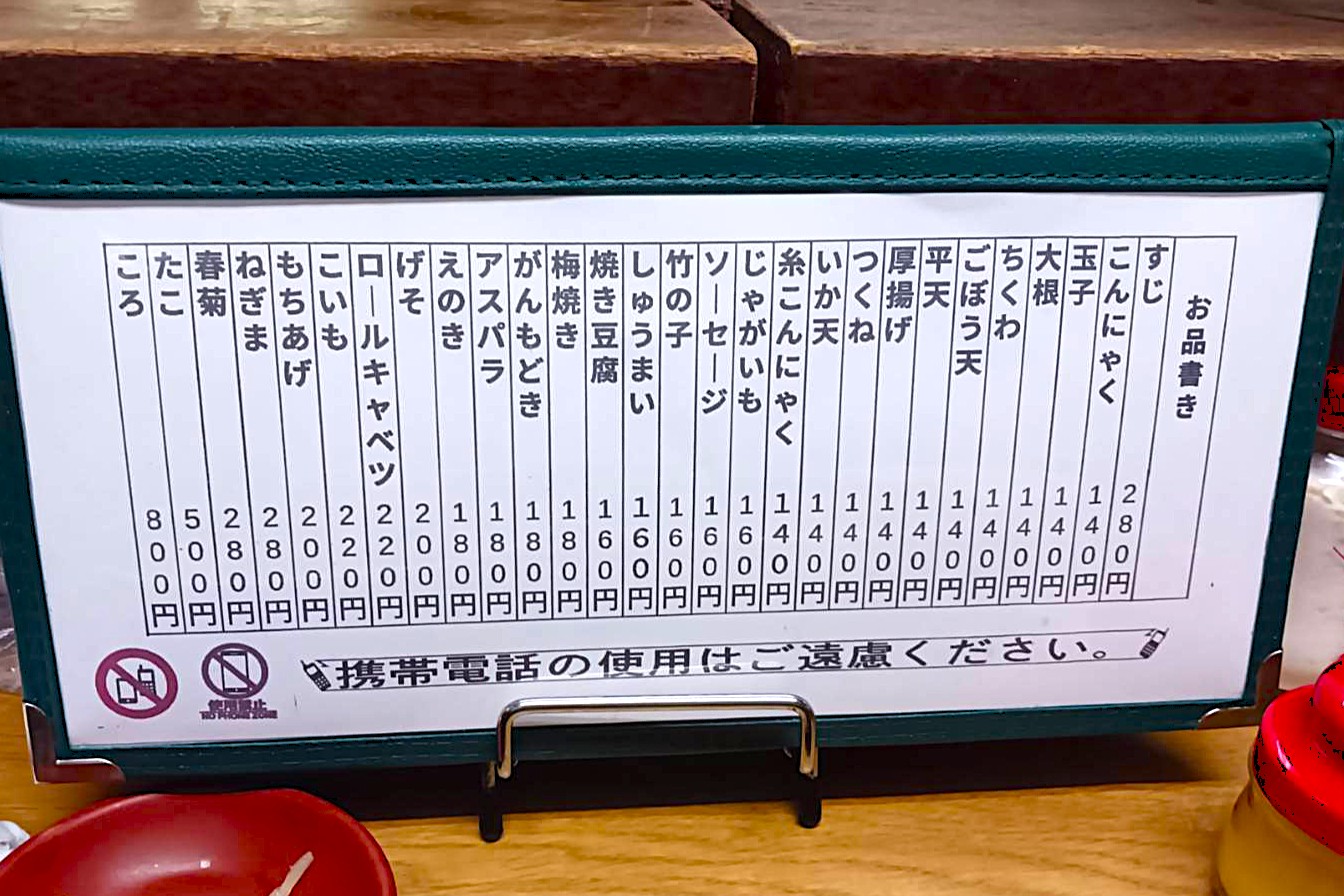 お品書き
すじ 280円
こんにゃく 140円
玉子 140円
大根 140円
ちくわ 140円
ごぼう天 140円
平天 140円
厚揚げ 140円
つくね 140円
いか天 140円
糸こんにゃく 140円
じゃがいも 160円
ソーセージ 160円
竹の子 160円
しゅうまい 160円
焼き豆腐 160円
梅焼き 180円
がんもどき 180円
アスパラ 180円
えのき 180円
げそ 200円
ロールキャベツ 220円
こいも 220円
もちあげ 200円
ねぎま 280円
春菊 280円
たこ 500円
ころ 800円
使用禁止
NO PHONE ZONE
携帯電話の使用はご遠慮ください。